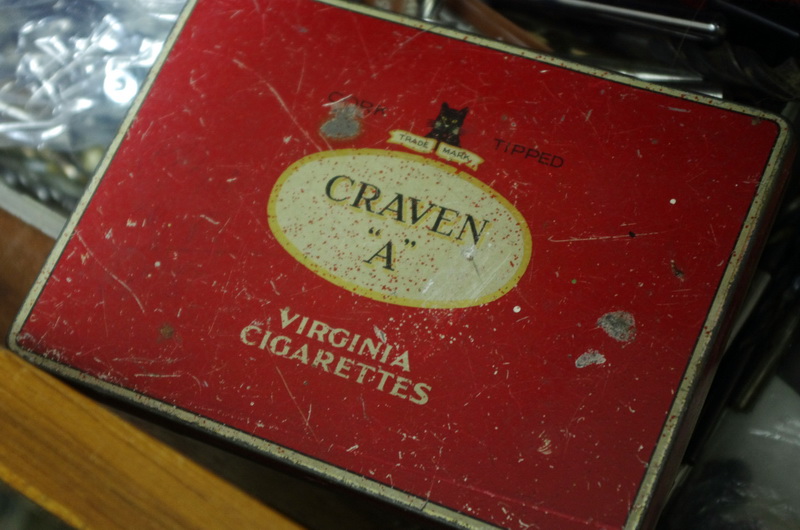 TIPPED
TRADE MARK
CRAVEN
“A”
VIRGINIA
CIGARETTES